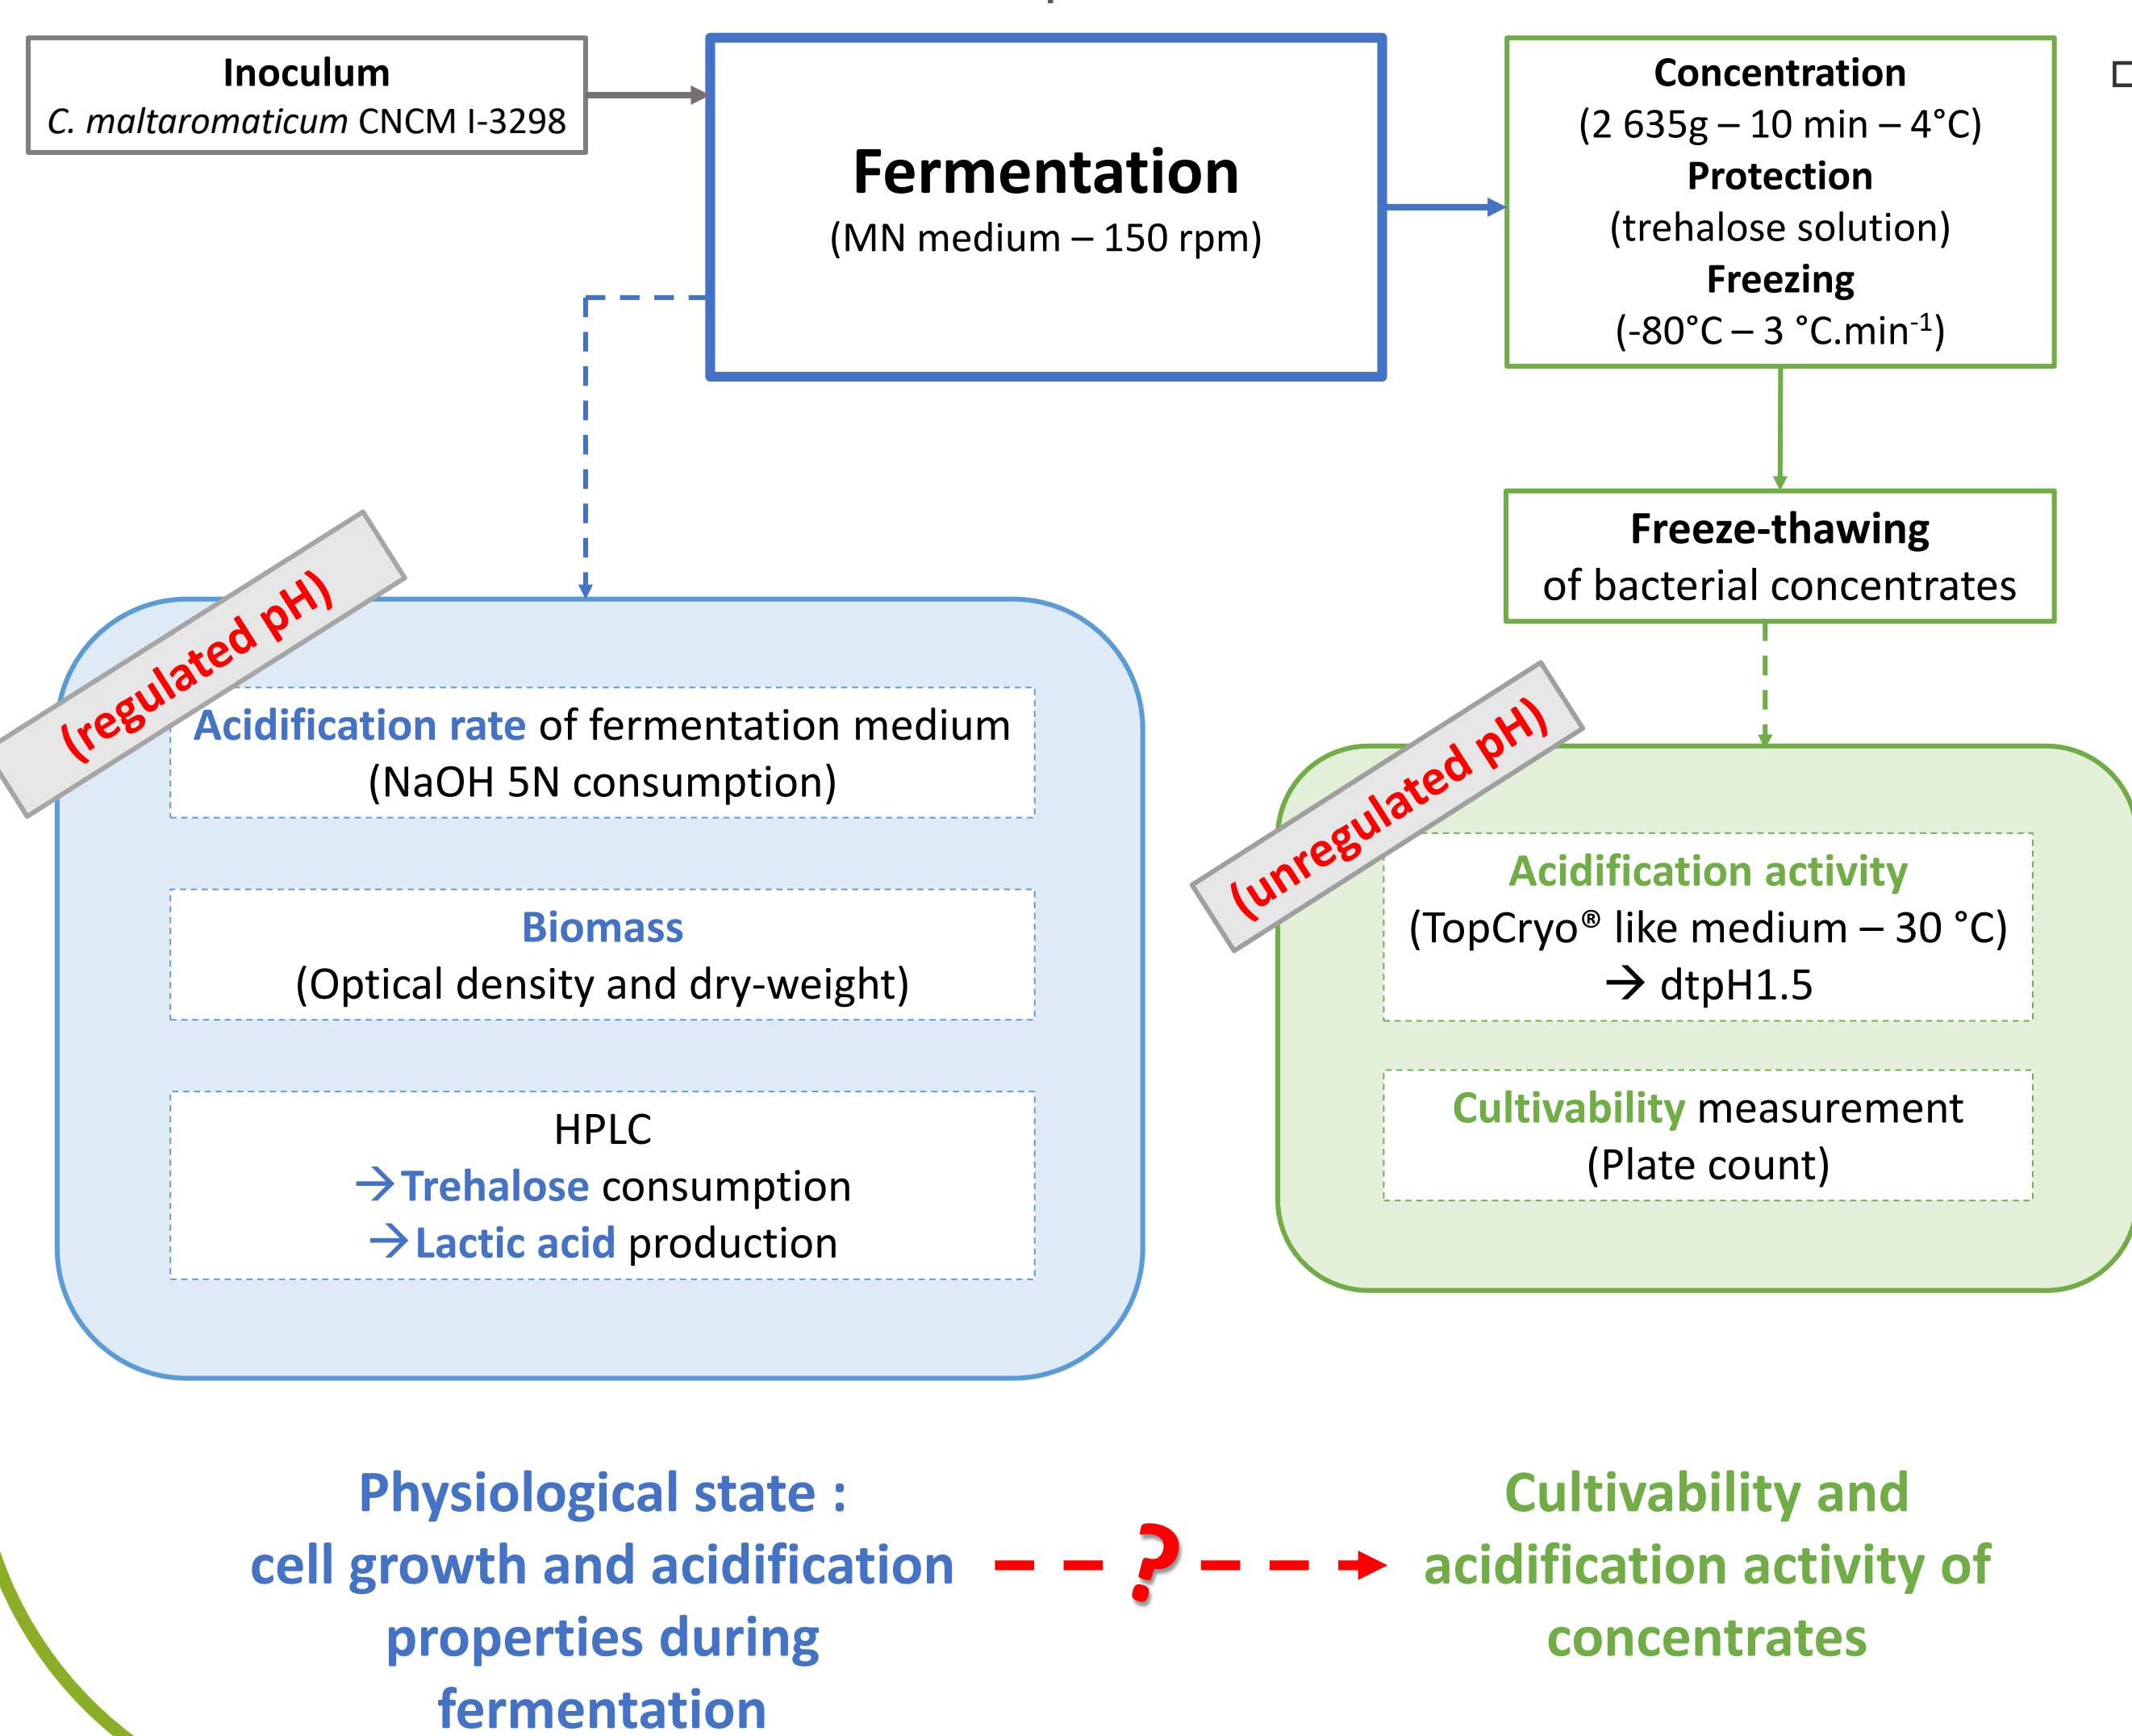 Inoculum
C. maltaromaticum CNCM I-3298
Fermentation
(MN medium – 150 rpm)
Concentration
(2 635g – 10 min – 4°C)
Protection
(trehalose solution)
Freezing
(-80°C – 3 °C.min-1)
Freeze-thawing
of bacterial concentrates
(regulated pH)
Acidification rate of fermentation medium
(NaOH 5N consumption)
Biomass
(Optical density and dry-weight)
HPLC
→Trehalose consumption
→Lactic acid production
(unregulated pH)
Acidification activity
(TopCryo® like medium – 30 °C)
→ dtpH1.5
Cultivability measurement
(Plate count)
Physiological state :
cell growth and acidification
properties during
fermentation
?
Cultivability and
acidification activity of
concentrates